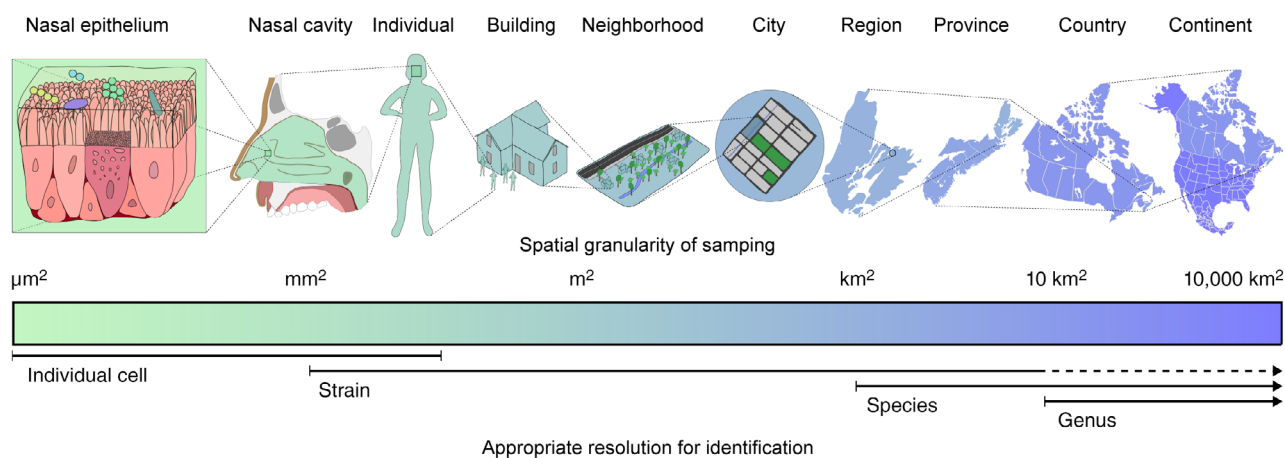 Nasal epithelium Nasal cavity Individual Building Neighborhood City Region Province Country Continent
Spatial granularity of samping
µm² mm² m² km² 10 km² 10,000 km²
Individual cell
Strain
Species
Genus
Appropriate resolution for identification